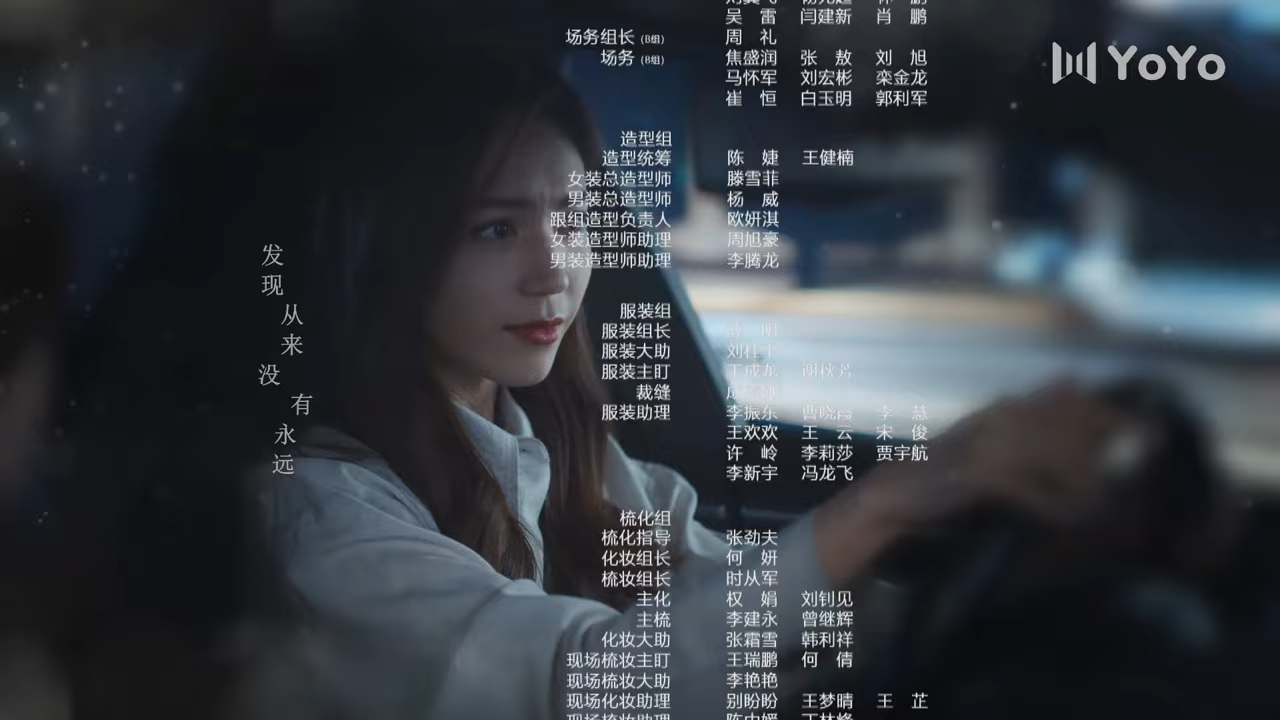 YoYo
吴 雷 闫建新 肖 鹏
场务组长 (B组) 周 礼
场务 (B组) 焦盛润 张 敖 刘 旭
马怀军 刘宏彬 栾金龙
崔 恒 白玉明 郭利军
造型组
造型统筹 陈 婕 王健楠
女装总造型师 滕雪菲
男装总造型师 杨 威
跟组造型负责人 欧妍淇
女装造型师助理 周旭豪
男装造型师助理 李腾龙
发现从来没有永远
服装组
服装组长
服装大助
服装主盯
裁缝
服装助理 李振东 曹晓霞 李 慧
王欢欢 王 云 宋 俊
许 岭 李莉莎 贾宇航
李新宇 冯龙飞
梳化组
梳化指导 张劲夫
化妆组长 何 妍
梳妆组长 时从军
主化 权 娟 刘钊见
主梳 李建永 曾继辉
化妆大助 张霜雪 韩利祥
现场梳妆主盯 王瑞鹏 何 倩
现场梳妆大助 李艳艳
现场化妆助理 别盼盼 王梦晴 王 芷